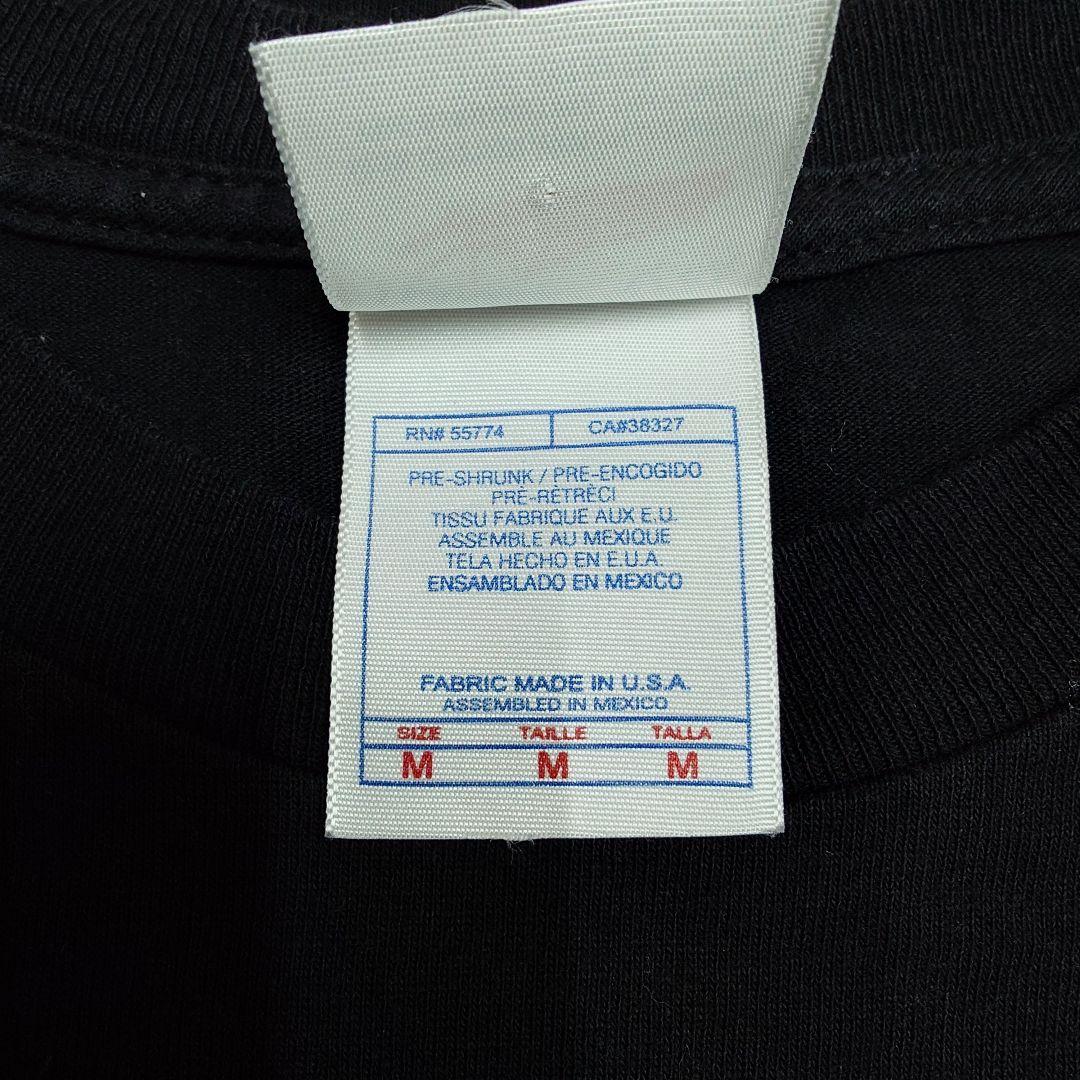 RN# 55774 CA#38327
PRE-SHRUNK / PRE-ENCOGIDO
PRÉ-RÉTRÉCI
TISSU FABRIQUE AUX E.U.
ASSEMBLE AU MEXIQUE
TELA HECHO EN E.U.A.
ENSAMBLADO EN MEXICO
FABRIC MADE IN U.S.A.
ASSEMBLED IN MEXICO
SIZE TAILLE TALLA
M M M